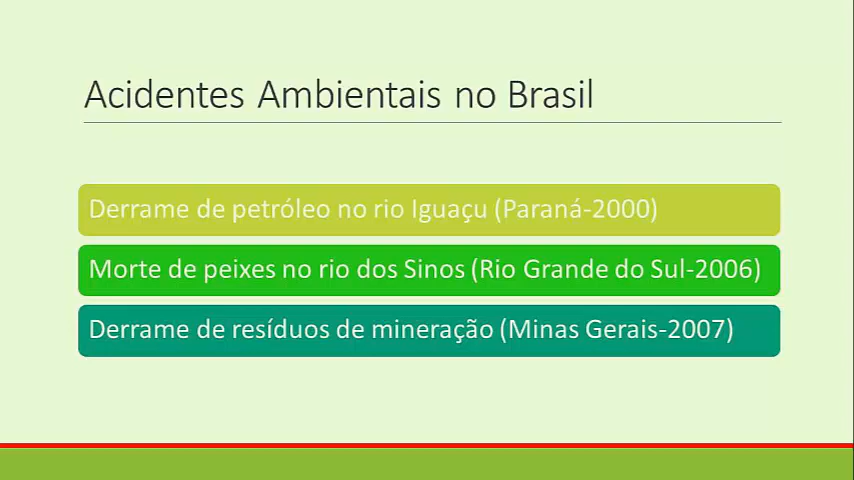 Acidentes Ambientais no Brasil
Derrame de petróleo no rio Iguaçu (Paraná-2000)
Morte de peixes no rio dos Sinos (Rio Grande do Sul-2006)
Derrame de resíduos de mineração (Minas Gerais-2007)